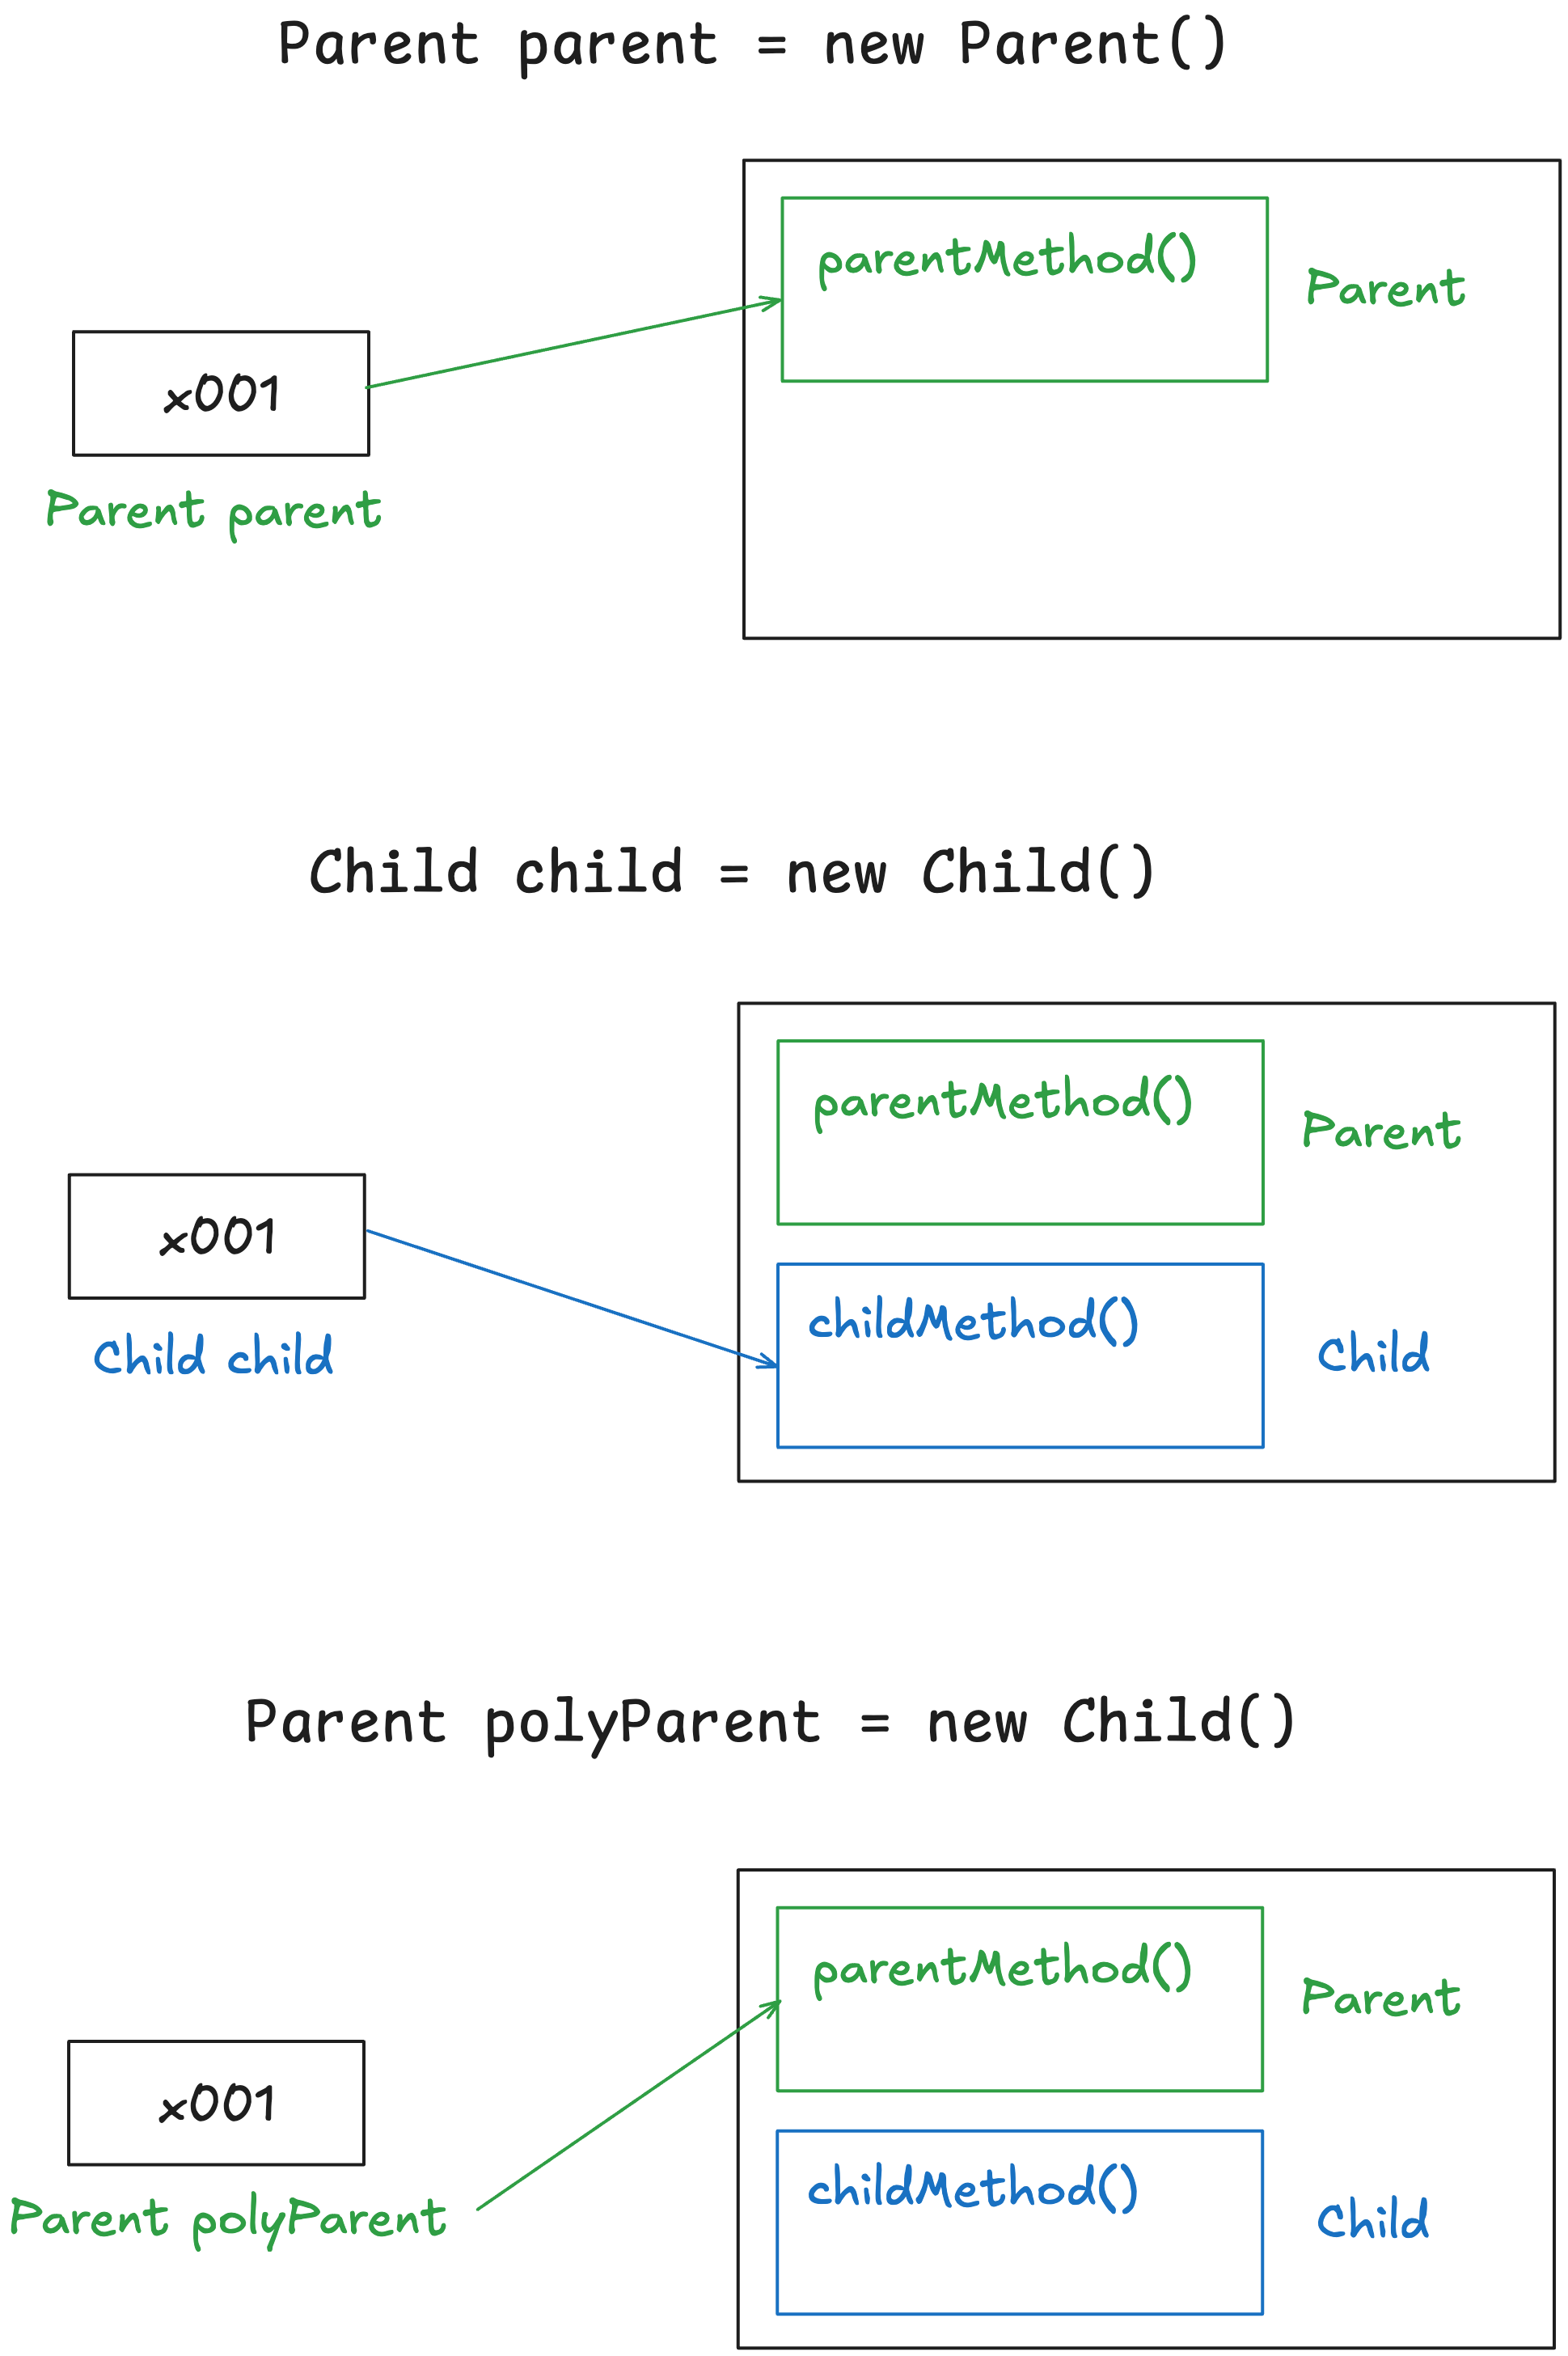 Parent parent = new Parent()
parentMethod()
Parent
x001
Parent parent
Child child = new Child()
parentMethod()
Parent
x001
childMethod()
Child child
Child
Parent polyParent = new Child()
parentMethod()
Parent
x001
childMethod()
Parent polyParent
Child